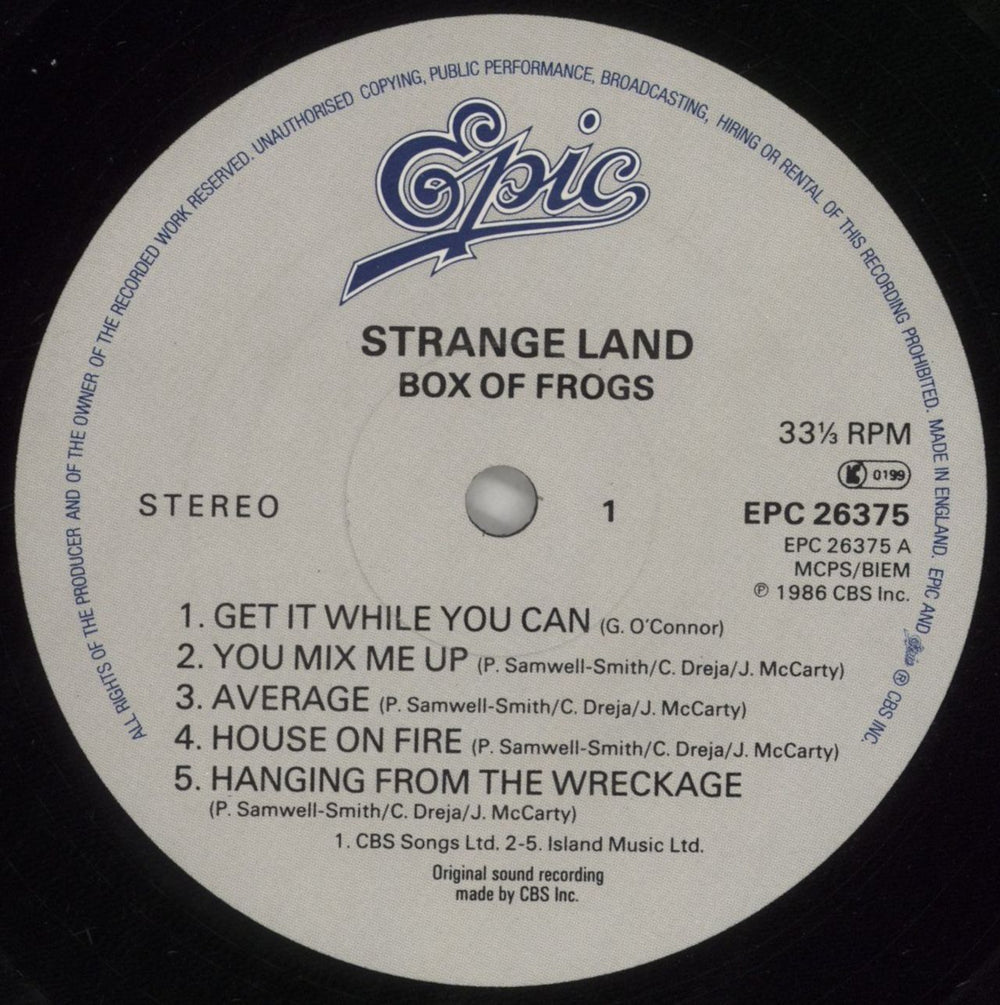 ALL RIGHTS OF THE PRODUCER AND OF THE OWNER OF THE RECORDED WORK RESERVED. UNAUTHORISED COPYING, PUBLIC PERFORMANCE, BROADCASTING, HIRING OR RENTAL OF THIS RECORDING PROHIBITED. MADE IN ENGLAND. EPIC AND Epic ® CBS INC.
Epic
STRANGE LAND
BOX OF FROGS
33⅓ RPM
K 0199
STEREO
1
EPC 26375
EPC 26375 A
MCPS/BIEM
℗ 1986 CBS Inc.
1. GET IT WHILE YOU CAN (G. O'Connor)
2. YOU MIX ME UP (P. Samwell-Smith/C. Dreja/J. McCarty)
3. AVERAGE (P. Samwell-Smith/C. Dreja/J. McCarty)
4. HOUSE ON FIRE (P. Samwell-Smith/C. Dreja/J. McCarty)
5. HANGING FROM THE WRECKAGE
(P. Samwell-Smith/C. Dreja/J. McCarty)
1. CBS Songs Ltd. 2-5. Island Music Ltd.
Original sound recording
made by CBS Inc.